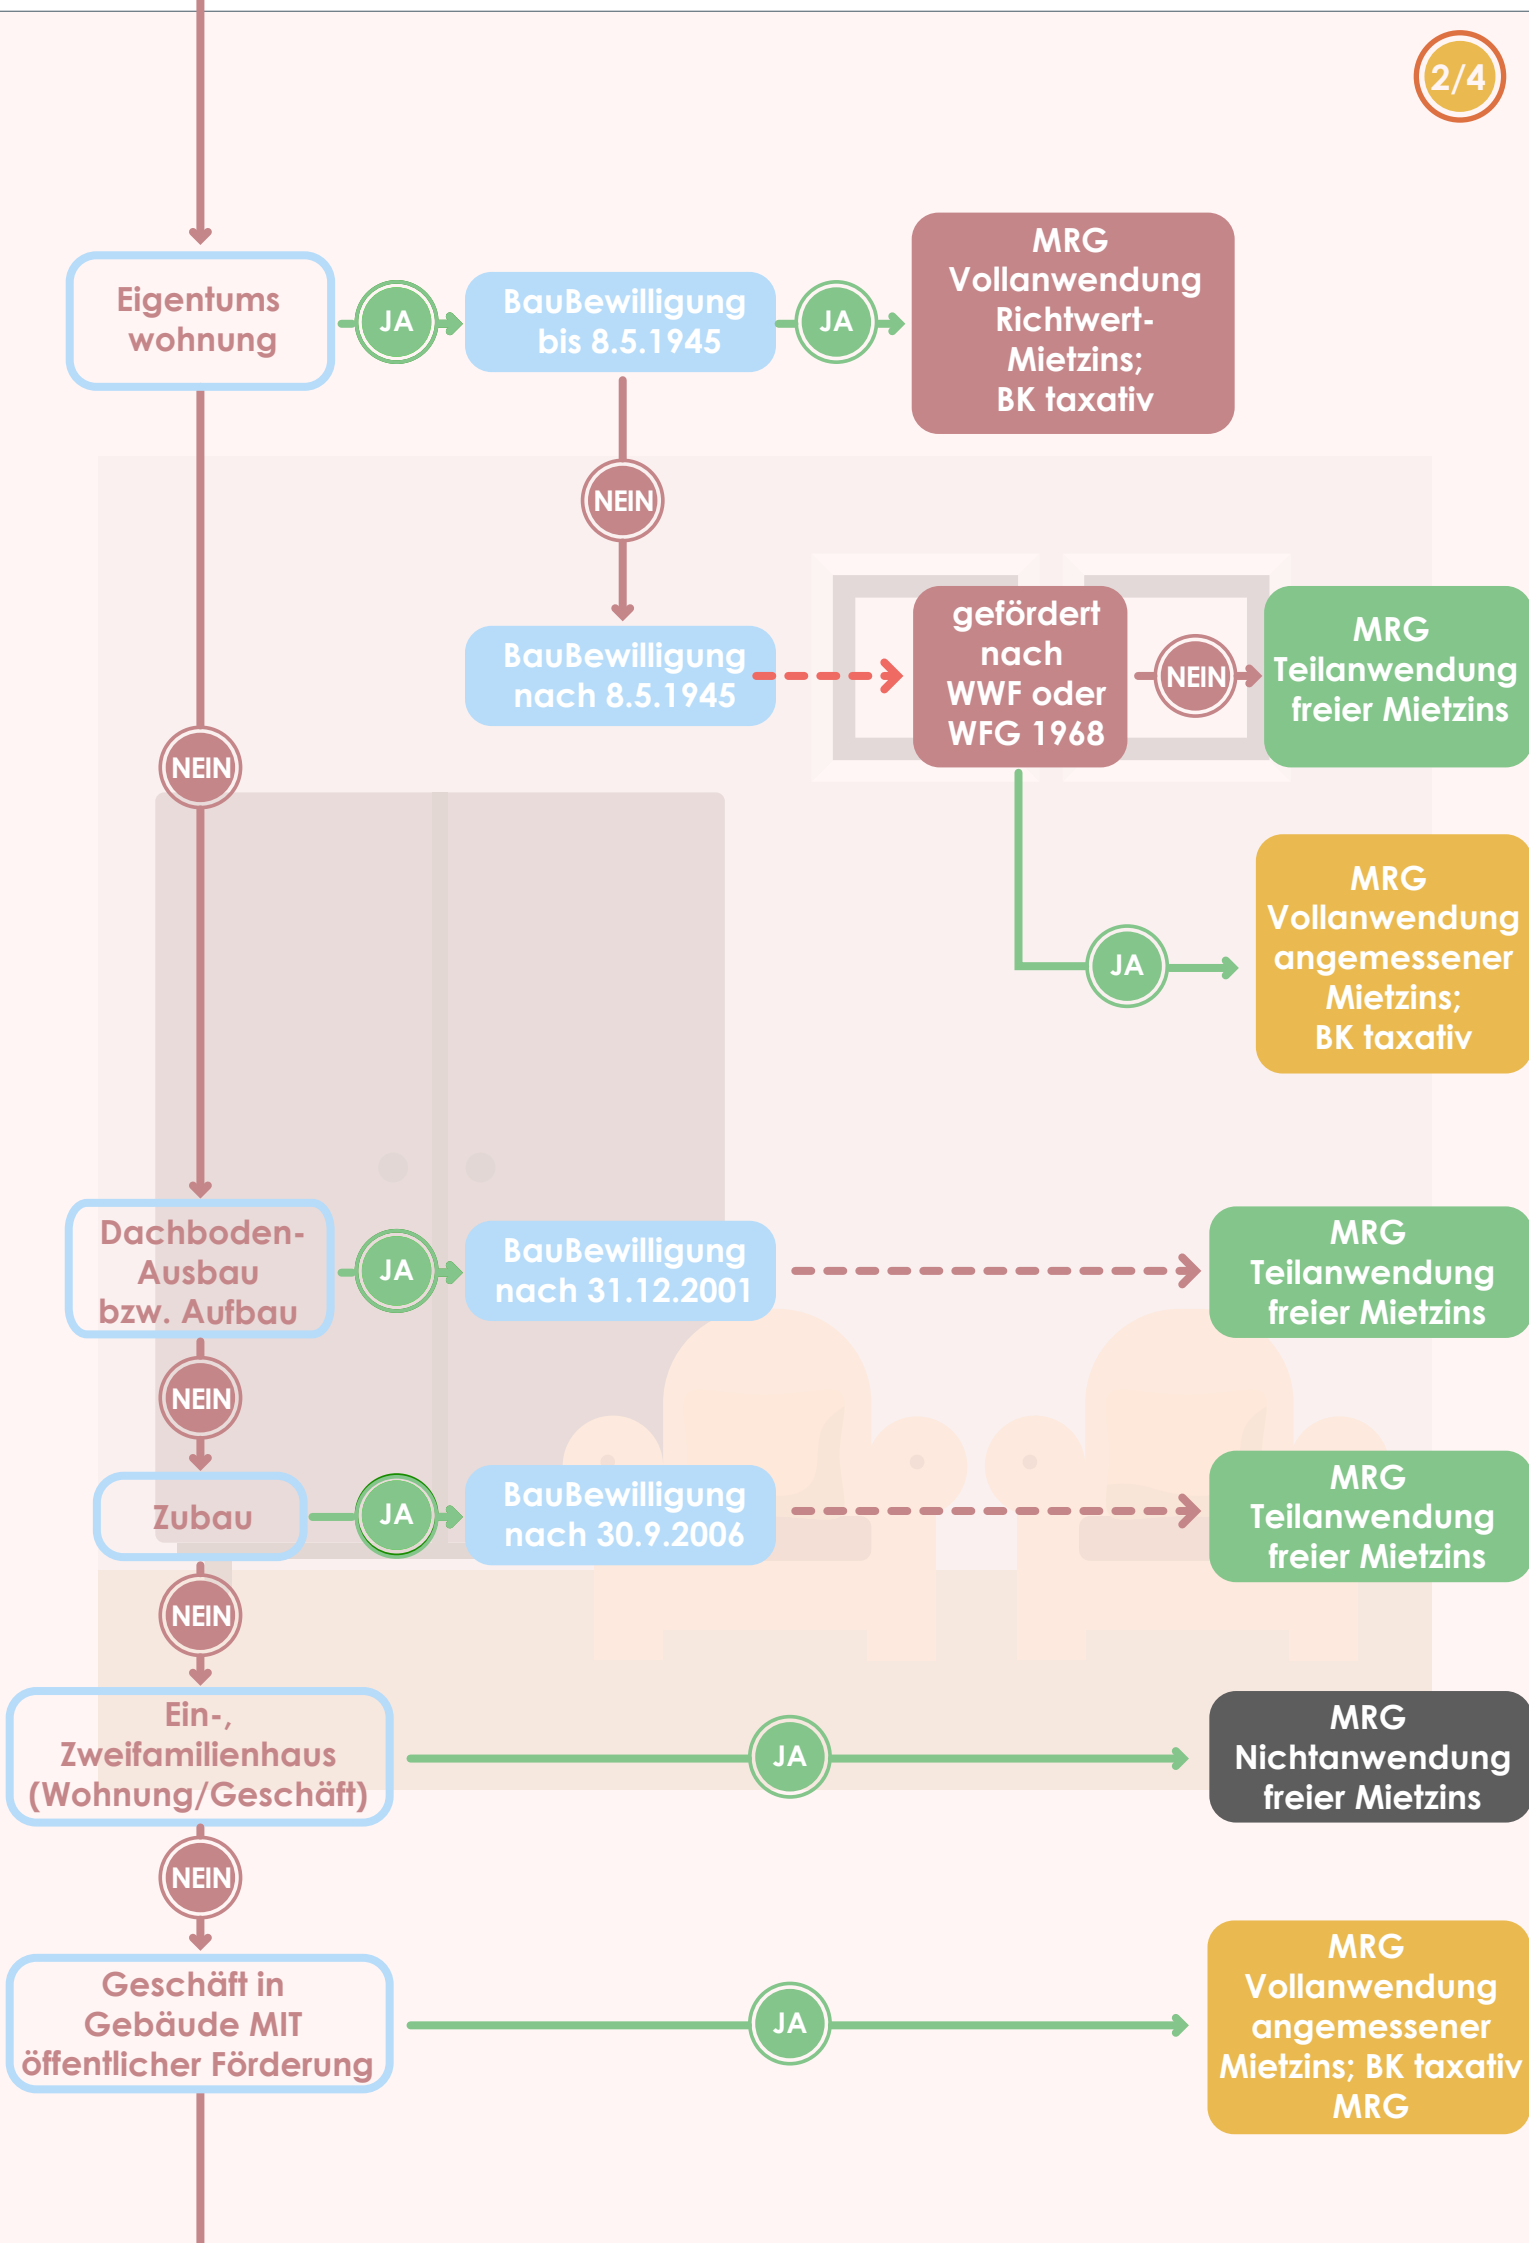 2/4
Eigentums
wohnung
JA
BauBewilligung
bis 8.5.1945
JA
MRG
Vollanwendung
Richtwert-
Mietzins;
BK taxativ
NEIN
BauBewilligung
nach 8.5.1945
gefördert
nach
WWF oder
WFG 1968
NEIN
MRG
Teilanwendung
freier Mietzins
NEIN
JA
MRG
Vollanwendung
angemessener
Mietzins;
BK taxativ
Dachboden-
Ausbau
bzw. Aufbau
JA
BauBewilligung
nach 31.12.2001
MRG
Teilanwendung
freier Mietzins
NEIN
Zubau
JA
BauBewilligung
nach 30.9.2006
MRG
Teilanwendung
freier Mietzins
NEIN
Ein-,
Zweifamilienhaus
(Wohnung/Geschäft)
JA
MRG
Nichtanwendung
freier Mietzins
NEIN
Geschäft in
Gebäude MIT
öffentlicher Förderung
JA
MRG
Vollanwendung
angemessener
Mietzins; BK taxativ
MRG